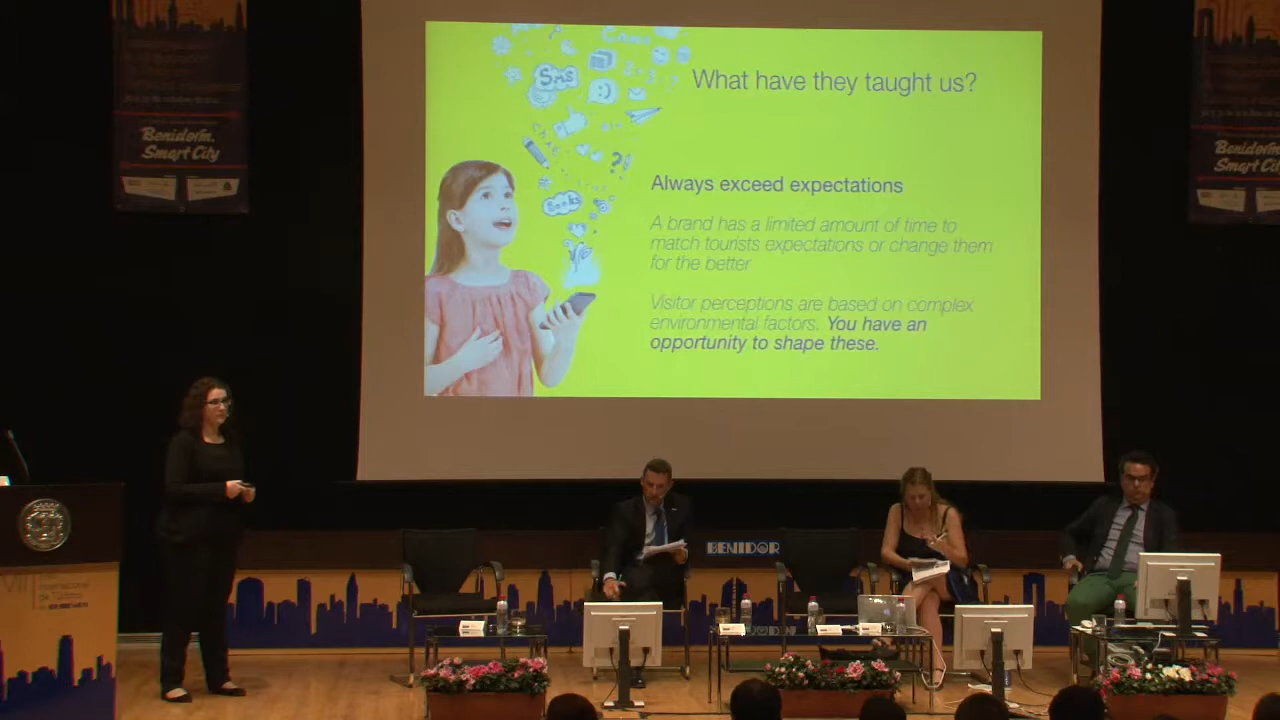 What have they taught us?
Always exceed expectations
A brand has a limited amount of time to
match tourists expectations or change them
for the better
Visitor perceptions are based on complex
environmental factors. You have an
opportunity to shape these.
Sms
Books
Benidorm,
Smart City
Benidorm,
Smart City
BENIDOR